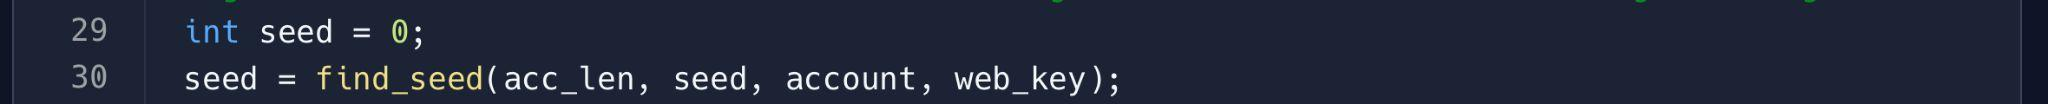 29 int seed = 0;
30 seed = find_seed(acc_len, seed, account, web_key);